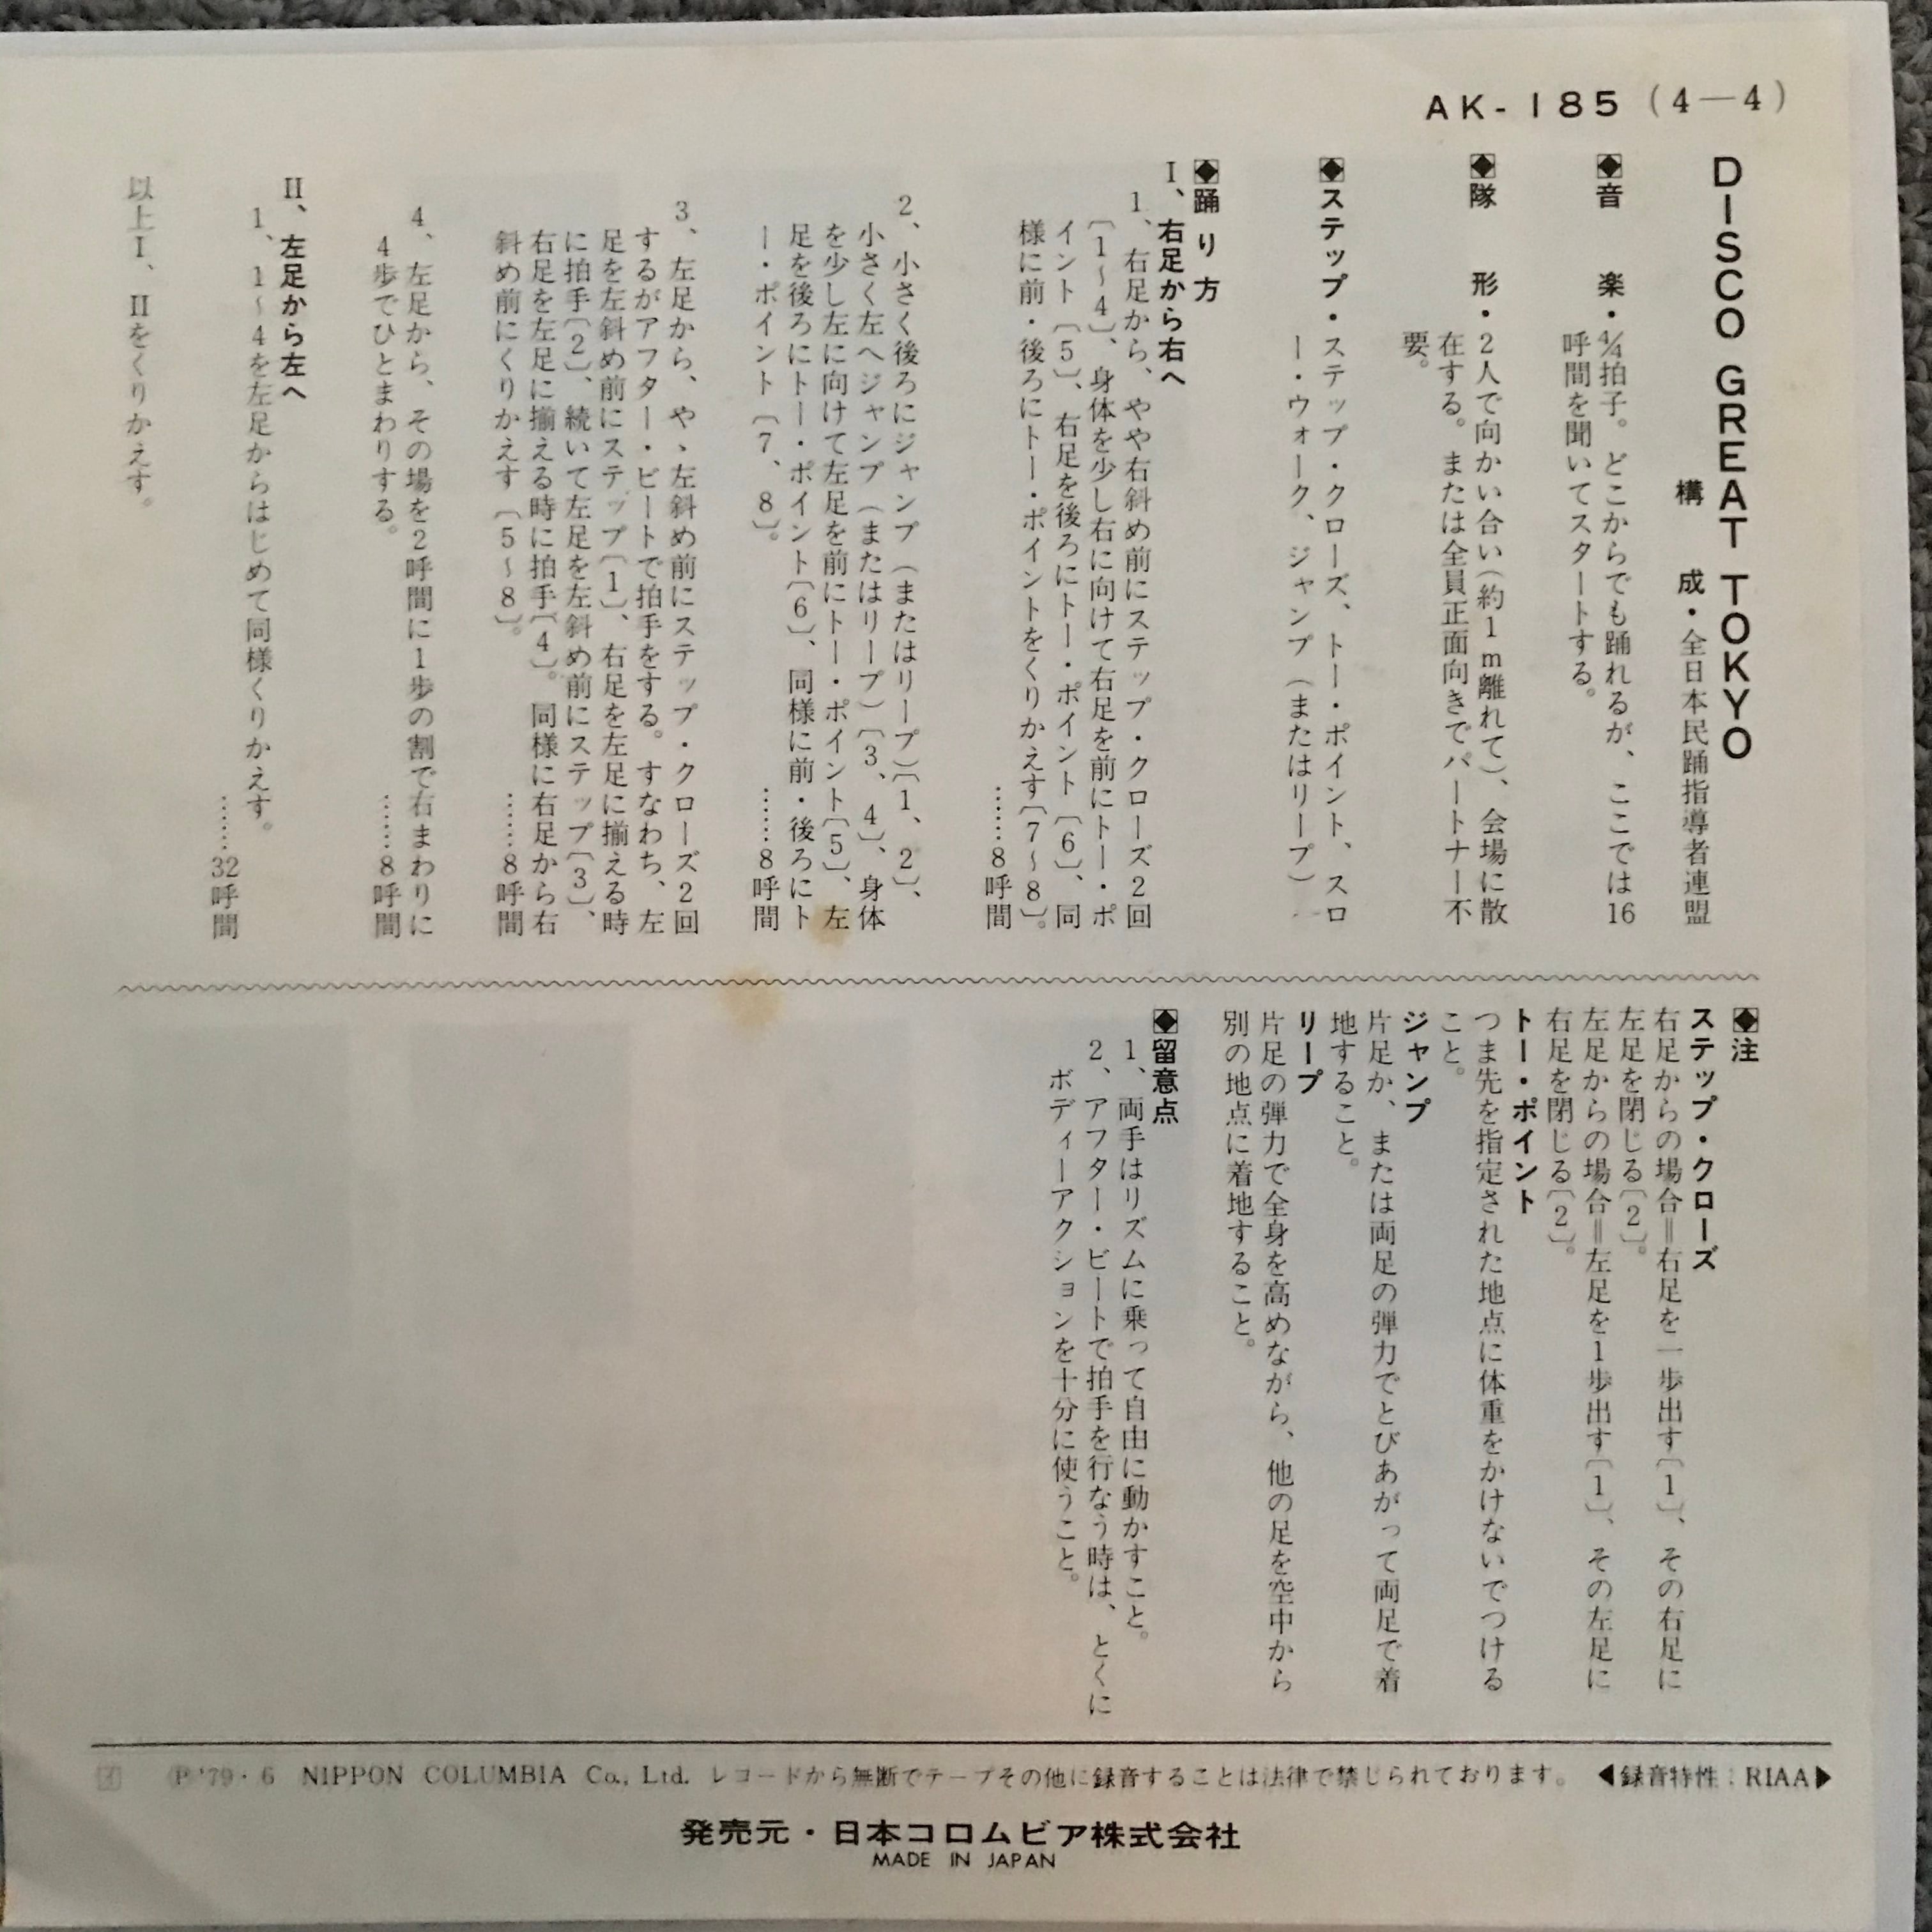 AK-185 (4—4)
DISCO GREAT TOKYO
構　成・全日本民踊指導者連盟
◆音　楽・4/4拍子。どこからでも踊れるが、ここでは16
呼間を聞いてスタートする。
◆隊　形・2人で向かい合い(約1m離れて)、会場に散
在する。または全員正面向きでパートナー不
要。
◆ステップ・ステップ・クローズ、トー・ポイント、スロ
ー・ウォーク、ジャンプ(またはリープ)
◆踊り方
I、右足から右へ
1、右足から、やや右斜め前にステップ・クローズ2回
〔1〜4〕、身体を少し右に向けて右足を前にトー・ポ
イント〔5〕、右足を後ろにトー・ポイント〔6〕、同
様に前・後ろにトー・ポイントをくりかえす〔7〜8〕。
……8呼間
2、小さく後ろにジャンプ(またはリープ)〔1、2〕、
小さく左へジャンプ(またはリープ)〔3、4〕、身体
を少し左に向けて左足を前にトー・ポイント〔5〕、左
足を後ろにトー・ポイント〔6〕、同様に前・後ろにト
ー・ポイント〔7、8〕。
……8呼間
3、左足から、やゝ左斜め前にステップ・クローズ2回
するがアフター・ビートで拍手をする。すなわち、左
足を左斜め前にステップ〔1〕、右足を左足に揃える時
に拍手〔2〕、続いて左足を左斜め前にステップ〔3〕、
右足を左足に揃える時に拍手〔4〕。同様に右足から右
斜め前にくりかえす〔5〜8〕。
……8呼間
4、左足から、その場を2呼間に1歩の割で右まわりに
4歩でひとまわりする。
……8呼間
II、左足から左へ
1、1〜4を左足からはじめて同様くりかえす。
……32呼間
以上I、IIをくりかえす。
◆注
ステップ・クローズ
右足からの場合＝右足を一歩出す〔1〕、その右足に
左足を閉じる〔2〕。
左足からの場合＝左足を1歩出す〔1〕、その左足に
右足を閉じる〔2〕。
トー・ポイント
つま先を指定された地点に体重をかけないでつける
こと。
ジャンプ
片足か、または両足の弾力でとびあがって両足で着
地すること。
リープ
片足の弾力で全身を高めながら、他の足を空中から
別の地点に着地すること。
◆留意点
1、両手はリズムに乗って自由に動かすこと。
2、アフター・ビートで拍手を行なう時は、とくに
ボディーアクションを十分に使うこと。
Ⓟ'79・6 NIPPON COLUMBIA Co., Ltd. レコードから無断でテープその他に録音することは法律で禁じられております。 ◀録音特性：RIAA▶
発売元・日本コロムビア株式会社
MADE IN JAPAN